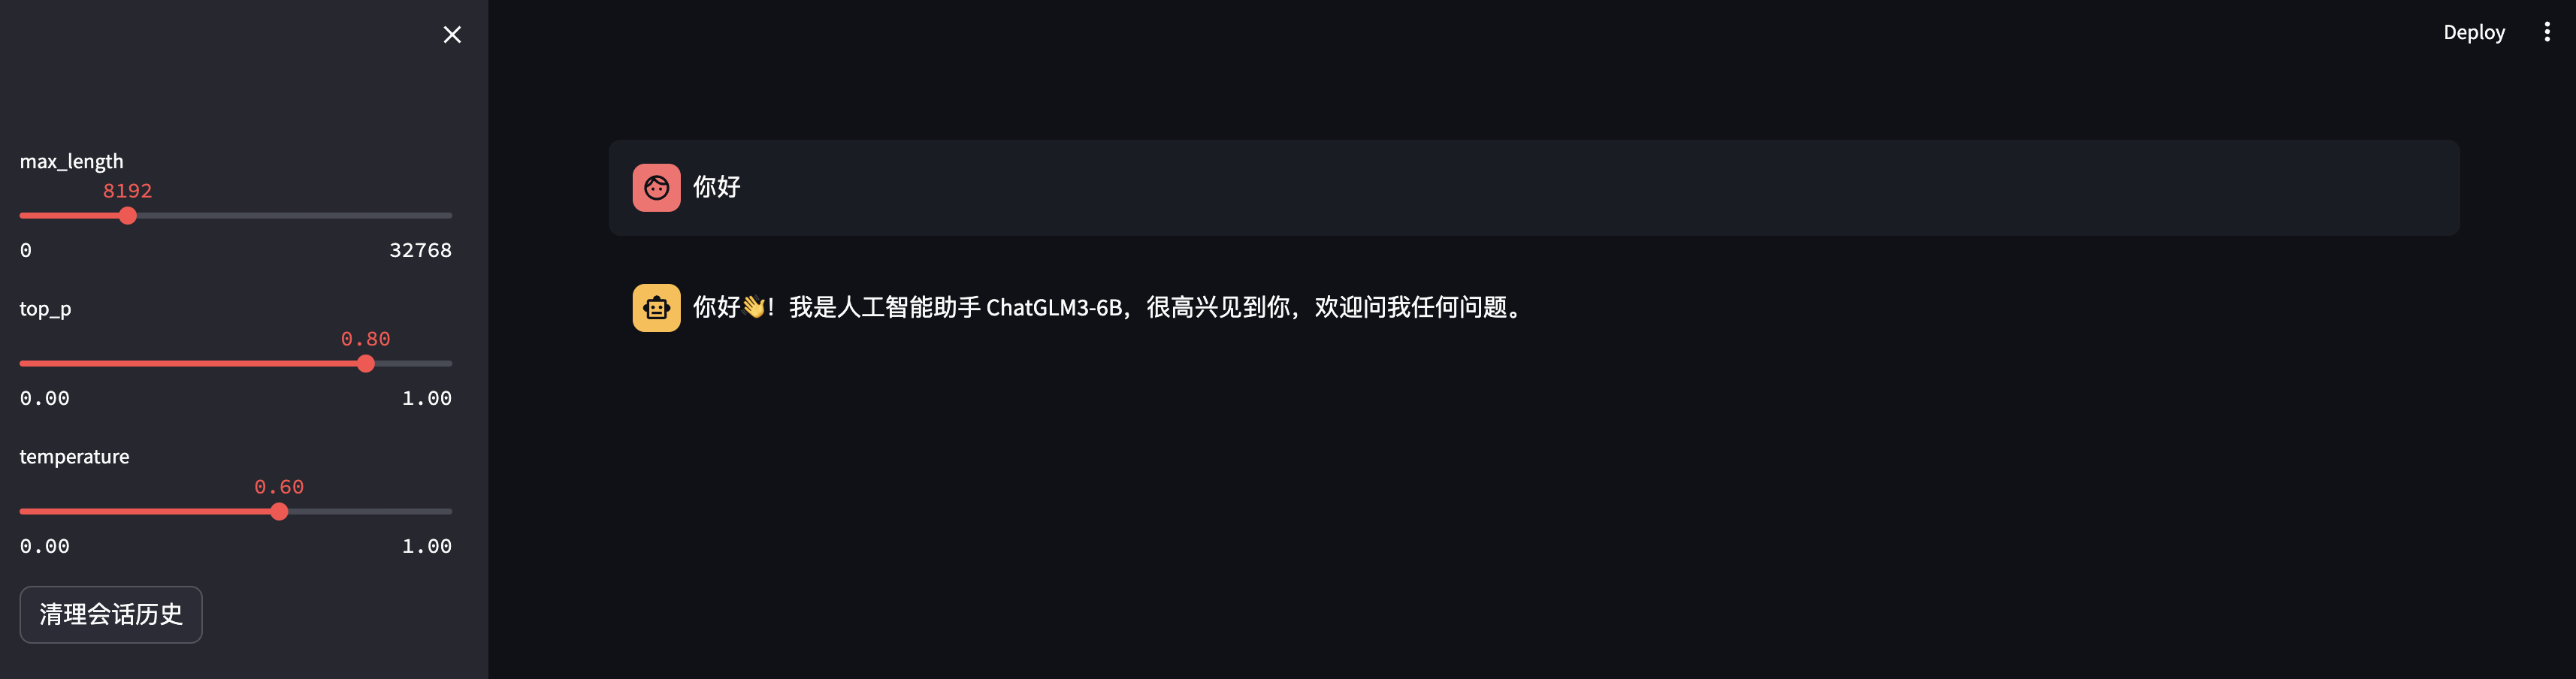 Deploy
max_length
8192
0 32768
top_p
0.80
0.00 1.00
temperature
0.60
0.00 1.00
清理会话历史
你好
你好👋！我是人工智能助手 ChatGLM3-6B，很高兴见到你，欢迎问我任何问题。